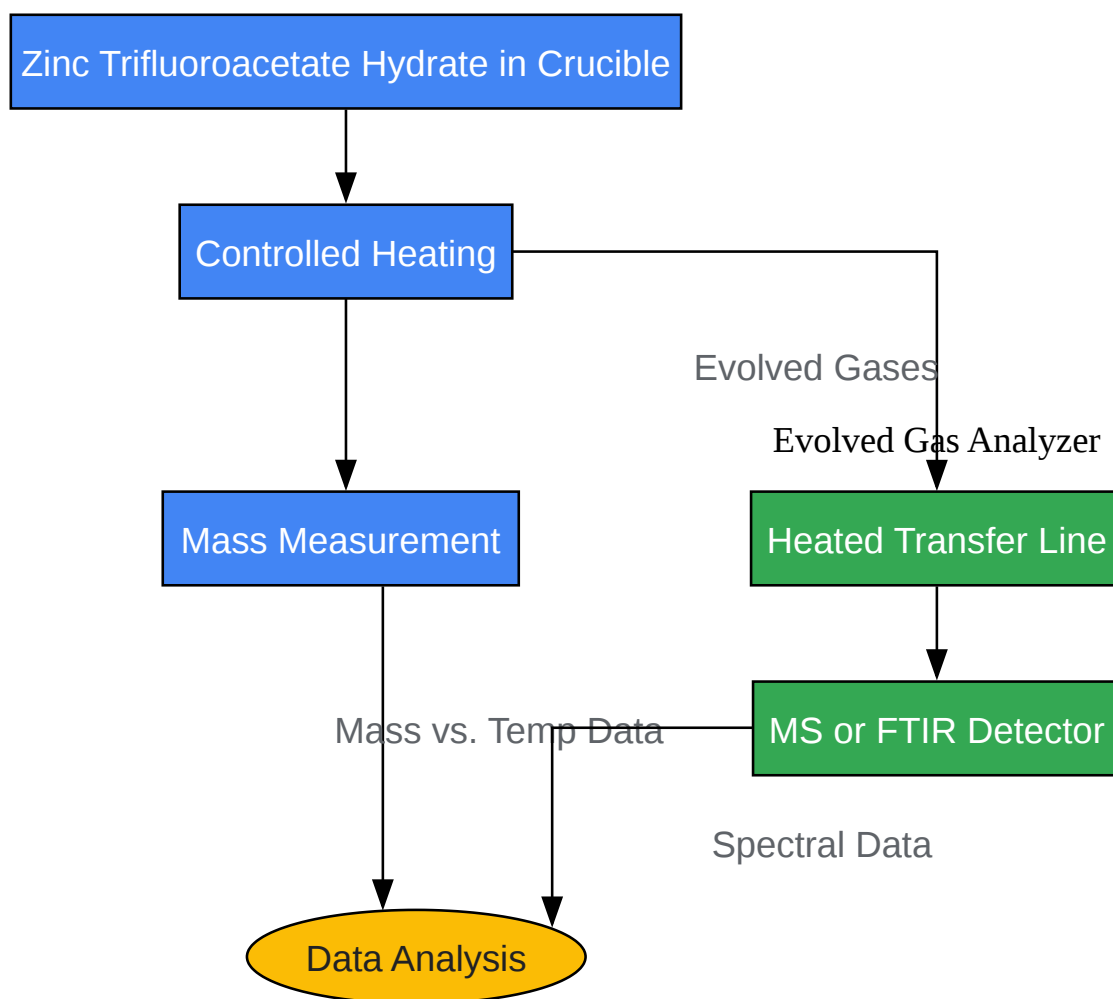 Zinc Trifluoroacetate Hydrate in Crucible
Controlled Heating
Evolved Gases
Evolved Gas Analyzer
Mass Measurement
Heated Transfer Line
Mass vs. Temp Data
MS or FTIR Detector
Spectral Data
Data Analysis